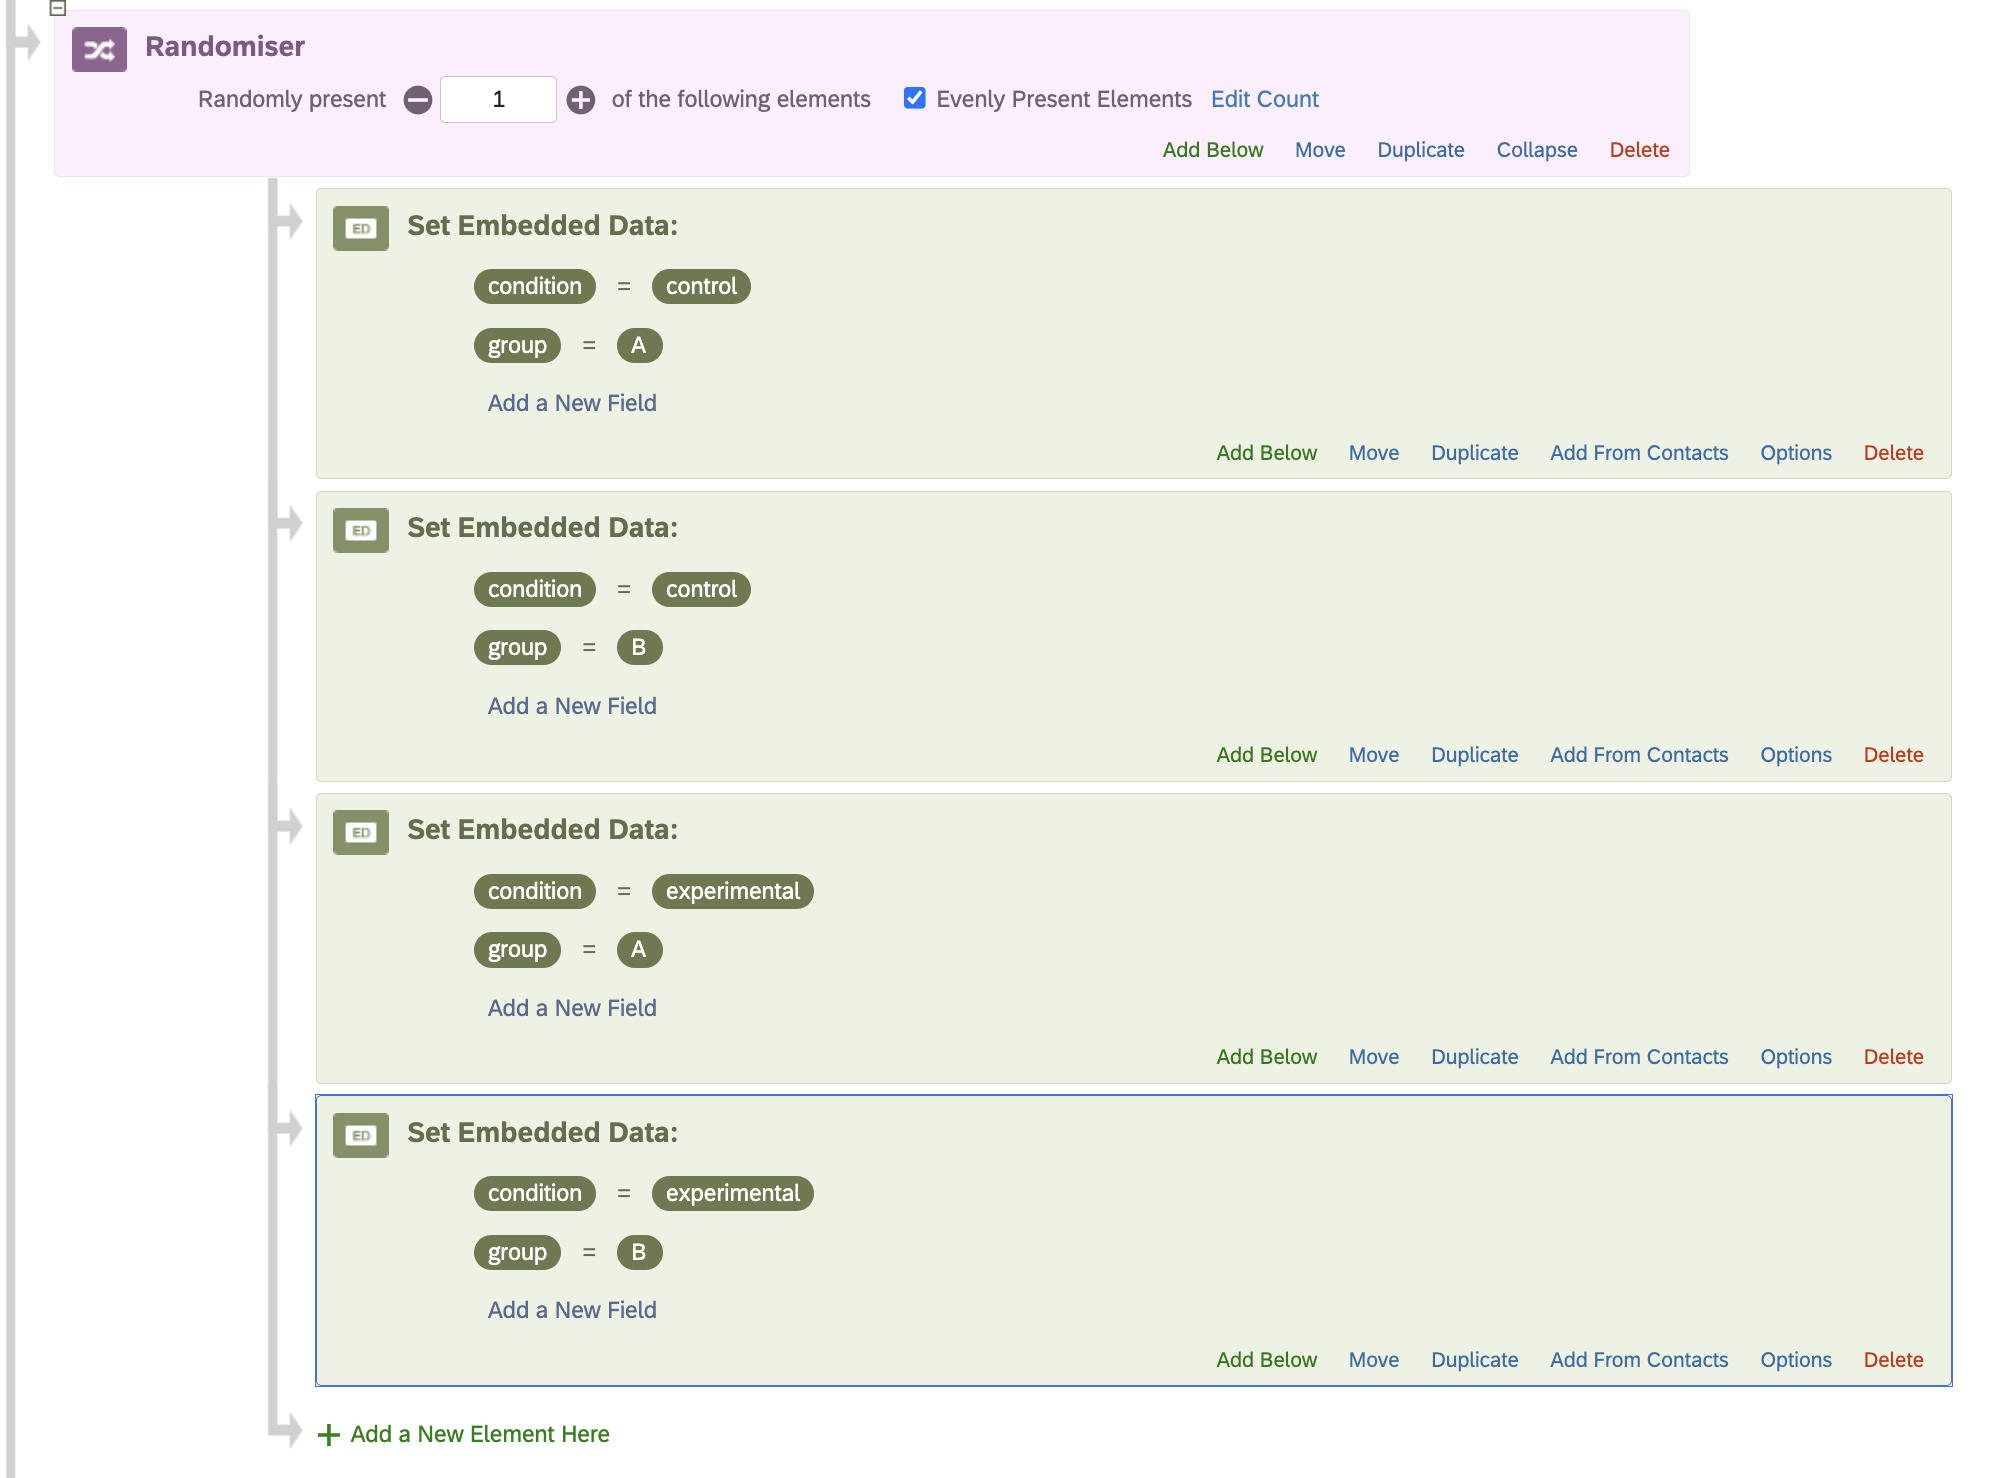 Randomiser
Randomly present 1 of the following elements Evenly Present Elements Edit Count
Add Below Move Duplicate Collapse Delete
ED Set Embedded Data:
condition = control
group = A
Add a New Field
Add Below Move Duplicate Add From Contacts Options Delete
ED Set Embedded Data:
condition = control
group = B
Add a New Field
Add Below Move Duplicate Add From Contacts Options Delete
ED Set Embedded Data:
condition = experimental
group = A
Add a New Field
Add Below Move Duplicate Add From Contacts Options Delete
ED Set Embedded Data:
condition = experimental
group = B
Add a New Field
Add Below Move Duplicate Add From Contacts Options Delete
Add a New Element Here